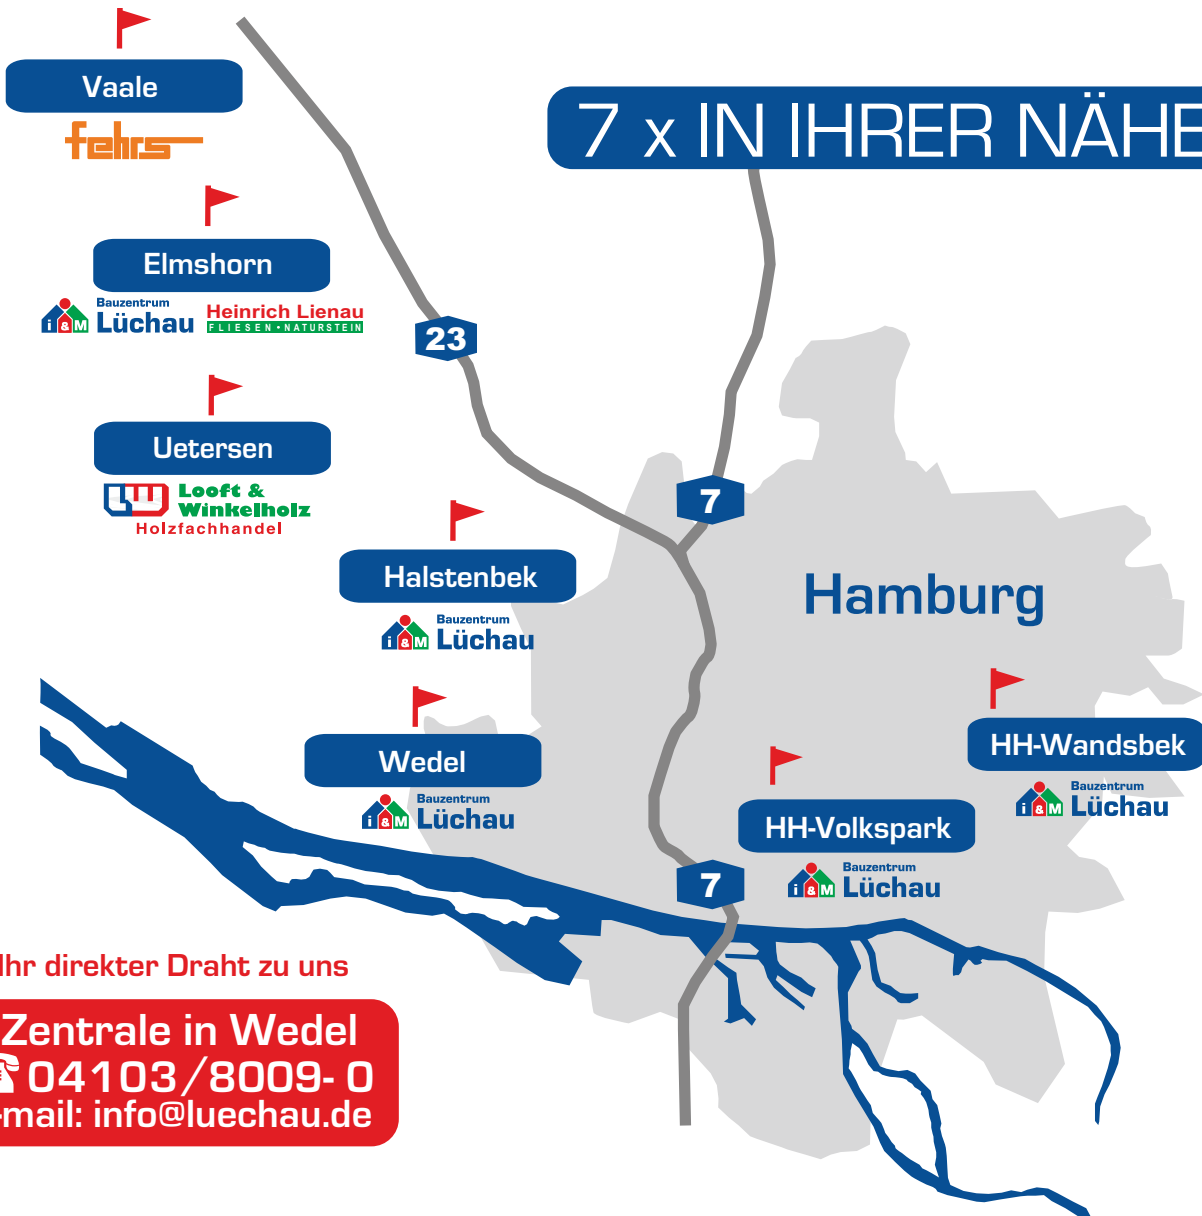 Vaale
fehrs
7 x IN IHRER NÄHE
Elmshorn
Bauzentrum
i&M Lüchau
Heinrich Lienau
FLIESEN • NATURSTEIN
23
Uetersen
Looft &
Winkelholz
Holzfachhandel
7
Halstenbek
Bauzentrum
i&M Lüchau
Hamburg
Wedel
Bauzentrum
i&M Lüchau
HH-Wandsbek
Bauzentrum
i&M Lüchau
HH-Volkspark
Bauzentrum
i&M Lüchau
7
Ihr direkter Draht zu uns
Zentrale in Wedel
☎ 04103/8009- 0
-mail: info@luechau.de